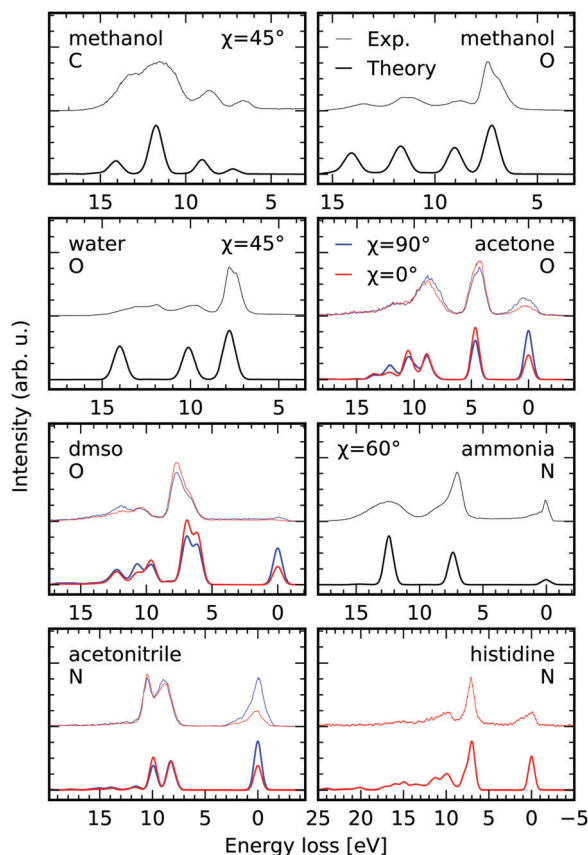 methanol χ=45°
C
15 10 5
Exp. methanol
Theory O
15 10 5
water χ=45°
O
15 10 5
χ=90° acetone
χ=0° O
15 10 5 0
dmso
O
15 10 5 0
χ=60° ammonia
N
15 10 5 0
acetonitrile
N
15 10 5 0
histidine
N
25 20 15 10 5 0 −5
Intensity (arb. u.)
Energy loss [eV]